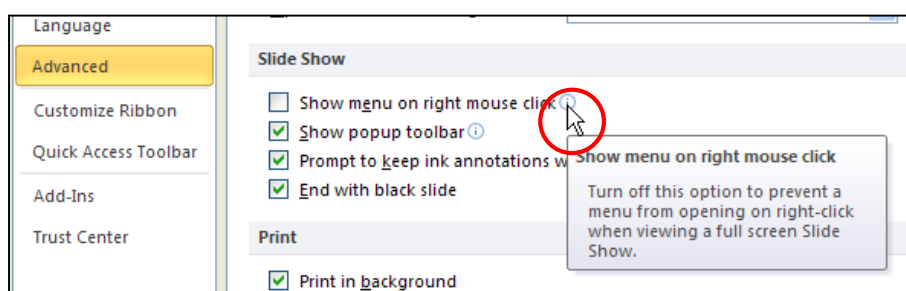 Language
Advanced
Customize Ribbon
Quick Access Toolbar
Add-Ins
Trust Center
Slide Show
Show menu on right mouse click
Show popup toolbar
Prompt to keep ink annotations w
End with black slide
Show menu on right mouse click
Turn off this option to prevent a
menu from opening on right-click
when viewing a full screen Slide
Show.
Print
Print in background